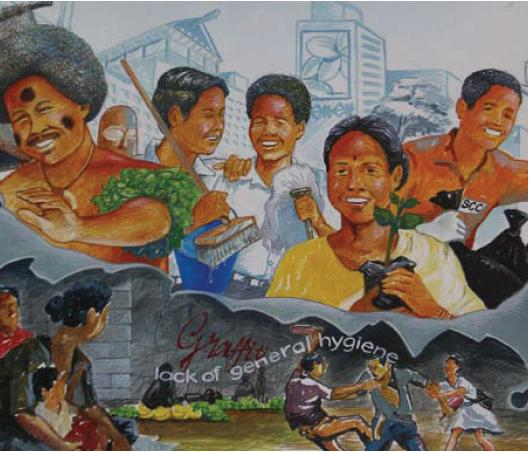 SCC
Graffiti
lack of general hygiene